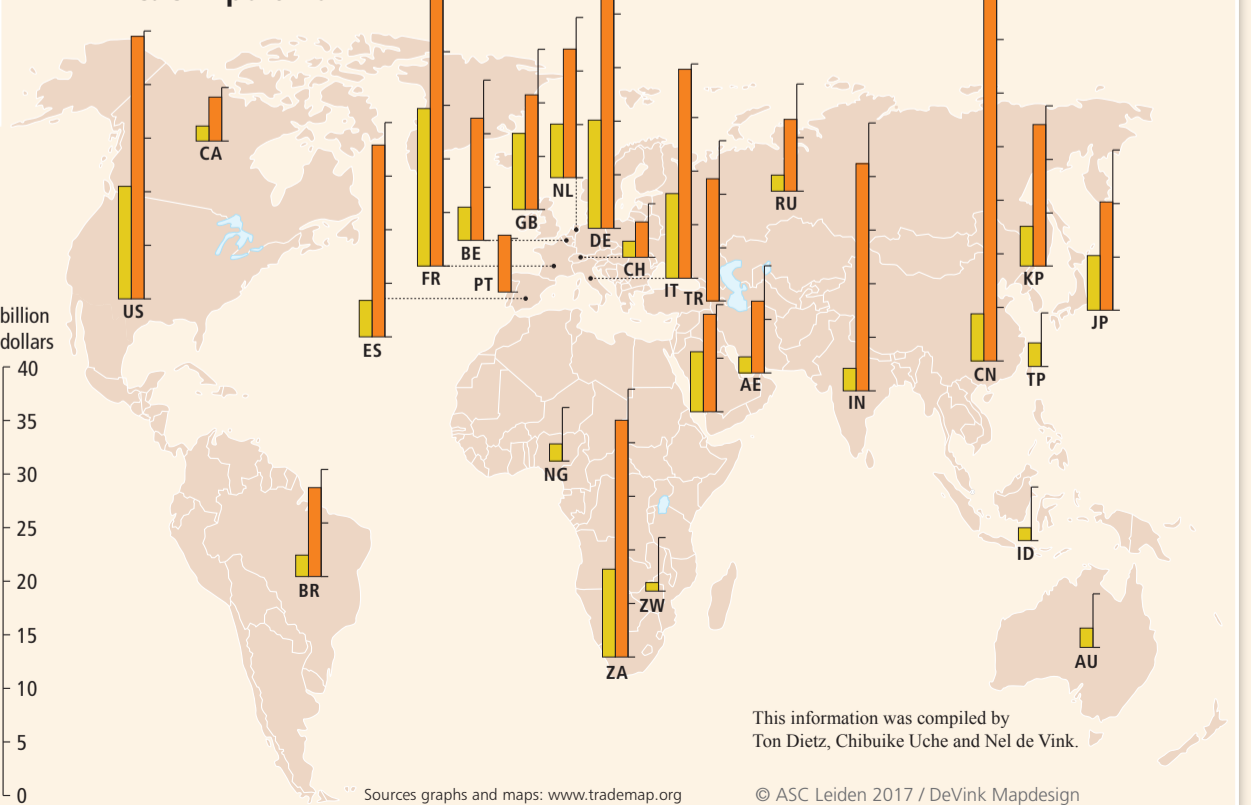 CA
US
ES
FR
BE
PT
GB
NL
DE
CH
IT
TR
RU
AE
IN
CN
KP
TP
JP
NG
ZW
ZA
BR
ID
AU
billion
dollars
40
35
30
25
20
15
10
5
0
This information was compiled by
Ton Dietz, Chibuike Uche and Nel de Vink.
Sources graphs and maps: www.trademap.org
© ASC Leiden 2017 / DeVink Mapdesign